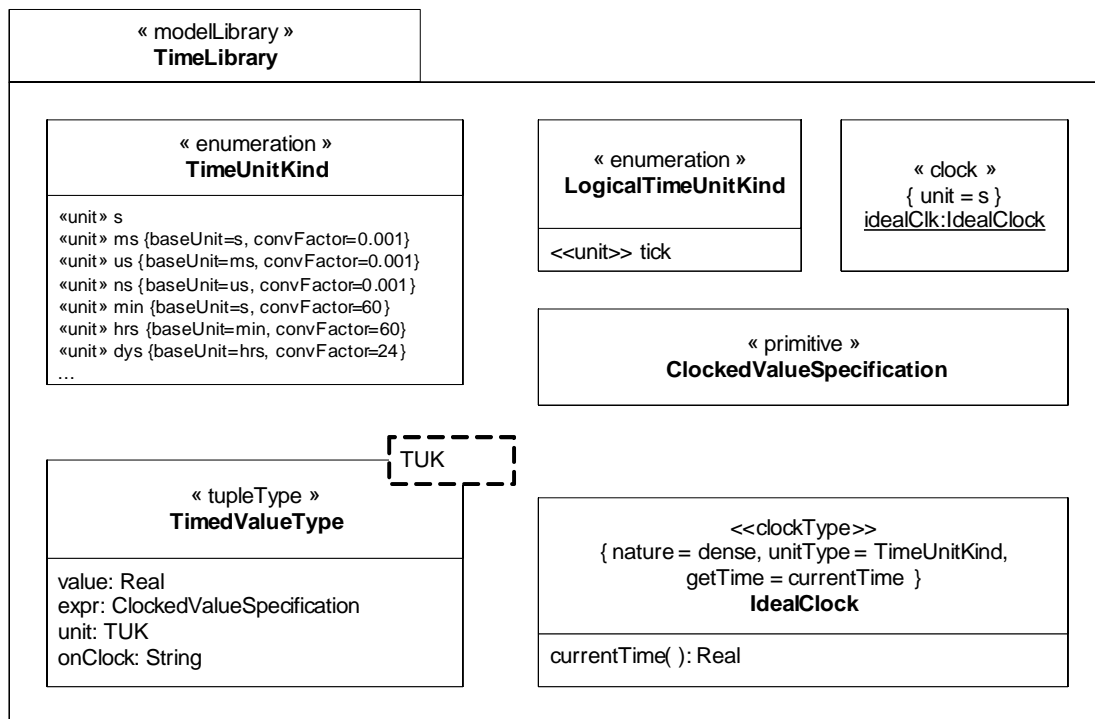 « modelLibrary »
TimeLibrary
« enumeration »
TimeUnitKind
«unit» s
«unit» ms {baseUnit=s, convFactor=0.001}
«unit» us {baseUnit=ms, convFactor=0.001}
«unit» ns {baseUnit=us, convFactor=0.001}
«unit» min {baseUnit=s, convFactor=60}
«unit» hrs {baseUnit=min, convFactor=60}
«unit» dys {baseUnit=hrs, convFactor=24}
...
« enumeration »
LogicalTimeUnitKind
<<unit>> tick
« clock »
{ unit = s }
idealClk:IdealClock
« primitive »
ClockedValueSpecification
TUK
« tupleType »
TimedValueType
value: Real
expr: ClockedValueSpecification
unit: TUK
onClock: String
<<clockType>>
{ nature = dense, unitType = TimeUnitKind,
getTime = currentTime }
IdealClock
currentTime( ): Real